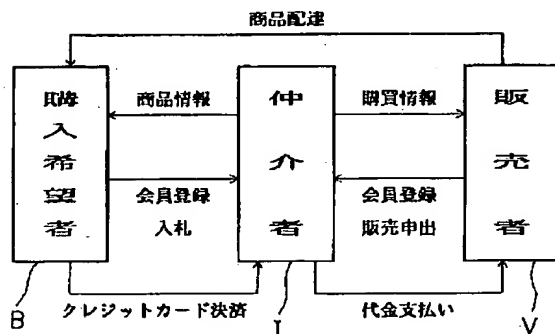 商品配達
購入希望者
商品情報
仲介者
購買情報
販売者
会員登録
入札
会員登録
販売申出
クレジットカード決済
代金支払い
B
I
V